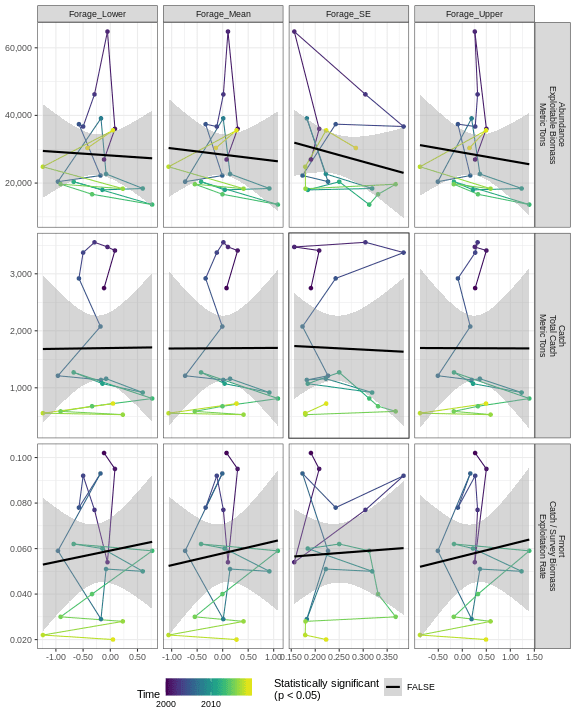 Forage_Lower Forage_Mean Forage_SE Forage_Upper
60,000
40,000
20,000
Abundance
Exploitable Biomass
Metric Tons
3,000
2,000
1,000
Catch
Total Catch
Metric Tons
0.100
0.080
0.060
0.040
0.020
Fmort
Catch / Survey Biomass
Exploitation Rate
-1.00 -0.50 0.00 0.50 -1.00 -0.50 0.00 0.50 1.00 0.150 0.200 0.250 0.300 0.350 -0.50 0.00 0.50 1.00 1.50
Time
2000 2010
Statistically significant
(p < 0.05)
FALSE